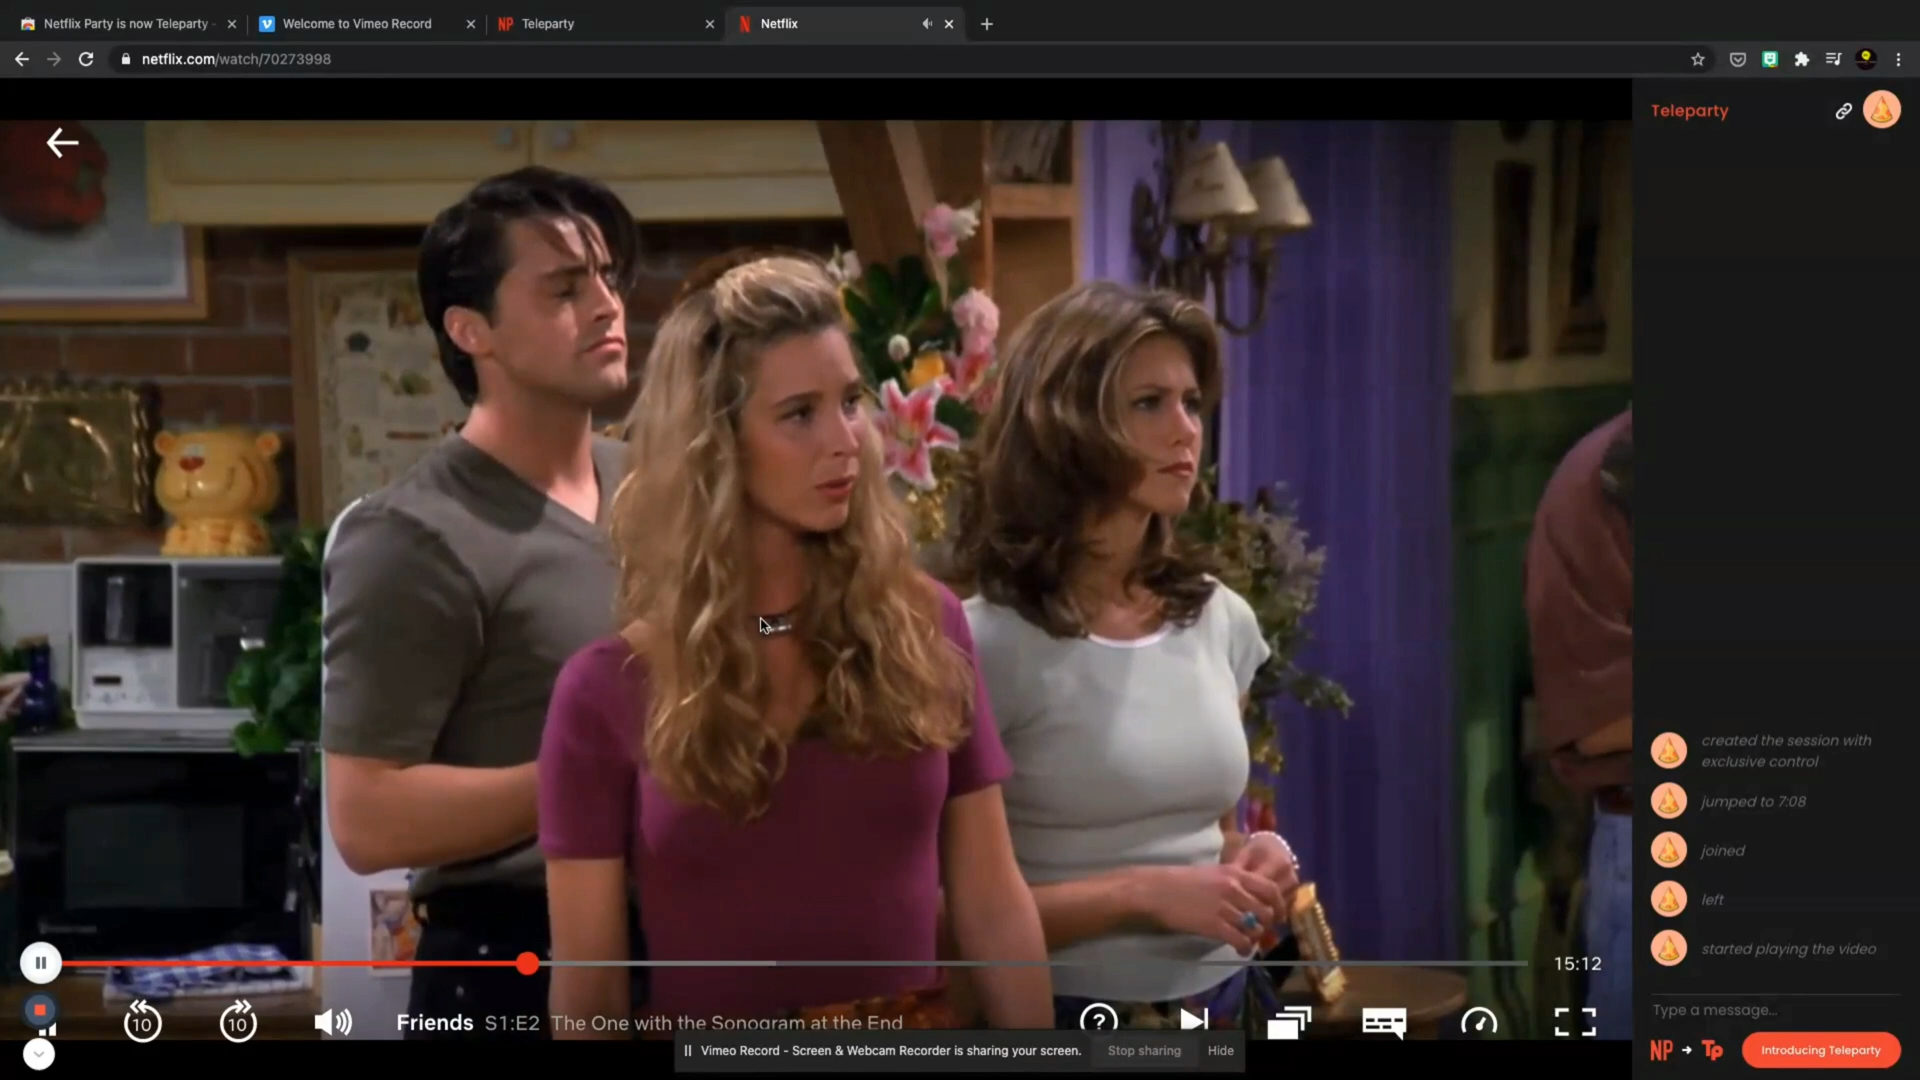 Netflix Party is now Teleparty -
Welcome to Vimeo Record
NP Teleparty
Netflix
netflix.com/watch/70273998
Teleparty
created the session with
exclusive control
jumped to 7:08
joined
left
started playing the video
15:12
10
10
Friends S1:E2 The One with the Sonogram at the End
?
Type a message...
Vimeo Record - Screen & Webcam Recorder is sharing your screen.
Stop sharing
Hide
NP → Tp
Introducing Teleparty